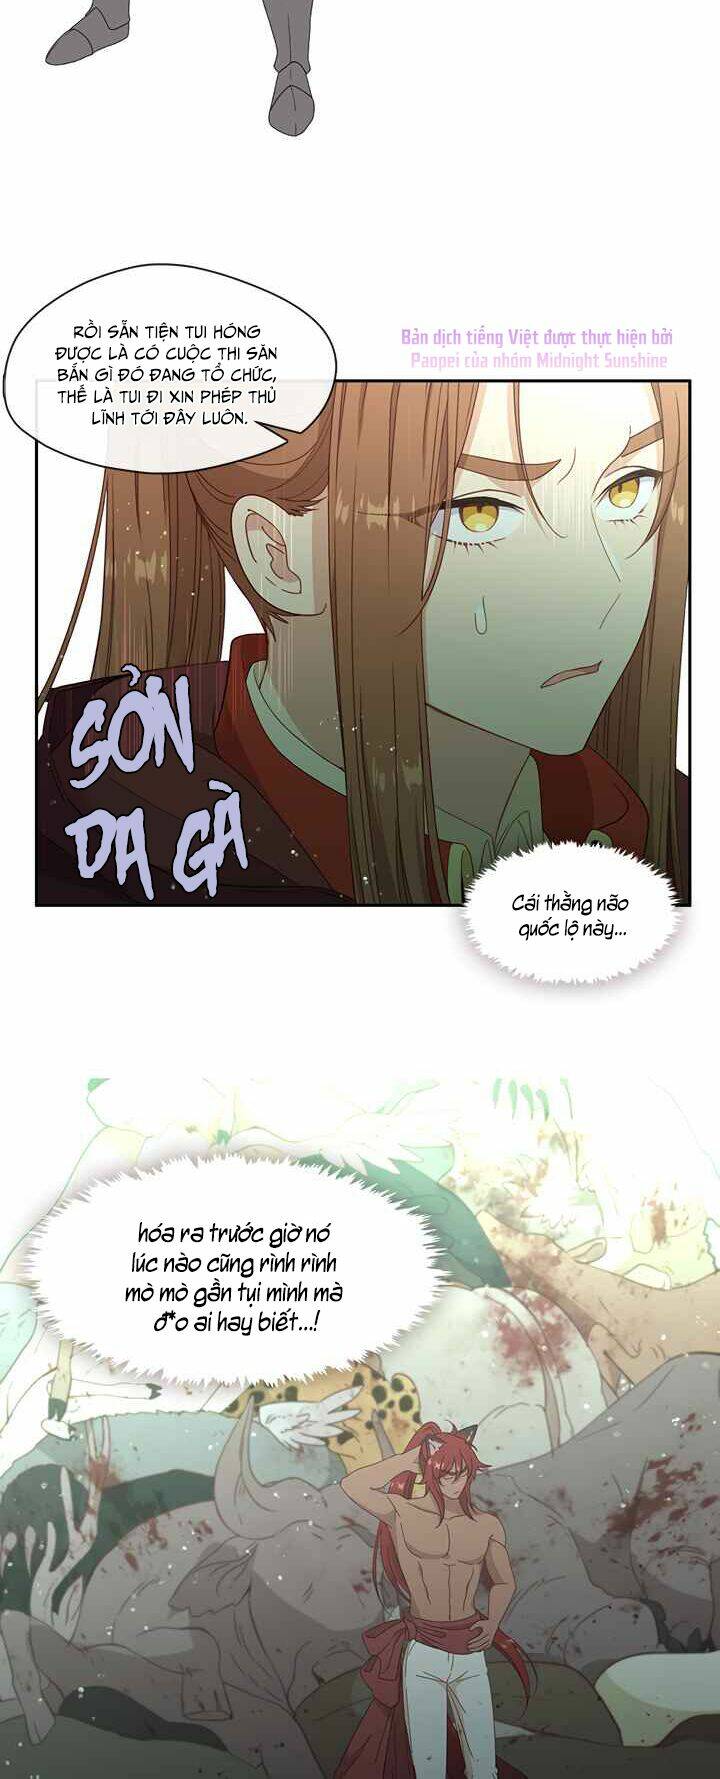 RỒI SẴN TIỆN TUI HÓNG
ĐƯỢC LÀ CÓ CUỘC THI SĂN
BẮN GÌ ĐÓ ĐANG TỔ CHỨC,
THẾ LÀ TUI ĐI XIN PHÉP THỦ
LĨNH TỚI ĐÂY LUÔN.
Bản dịch tiếng Việt được thực hiện bởi
Paopei của nhóm Midnight Sunshine
SỞN
DA GÀ
Cái thằng não
quốc lộ này...
hóa ra trước giờ nó
lúc nào cũng rình rình
mò mò gần tụi mình mà
đ*o ai hay biết...!